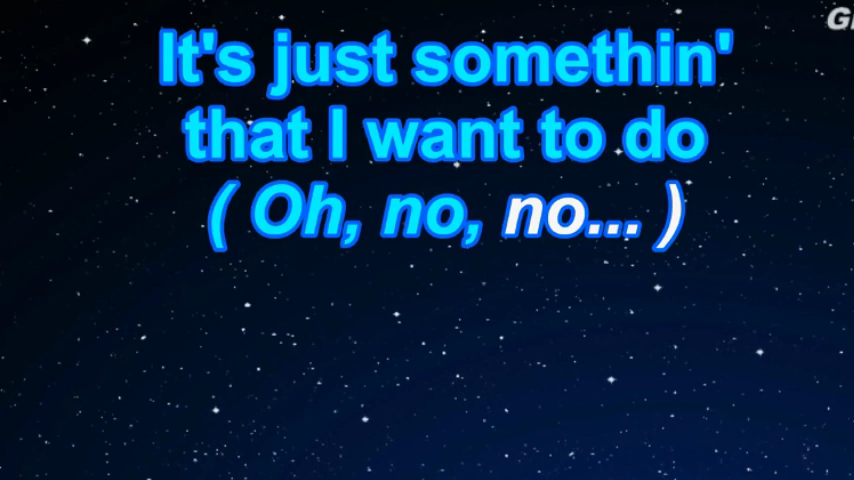 It's just somethin'
that I want to do
( Oh, no, no... )